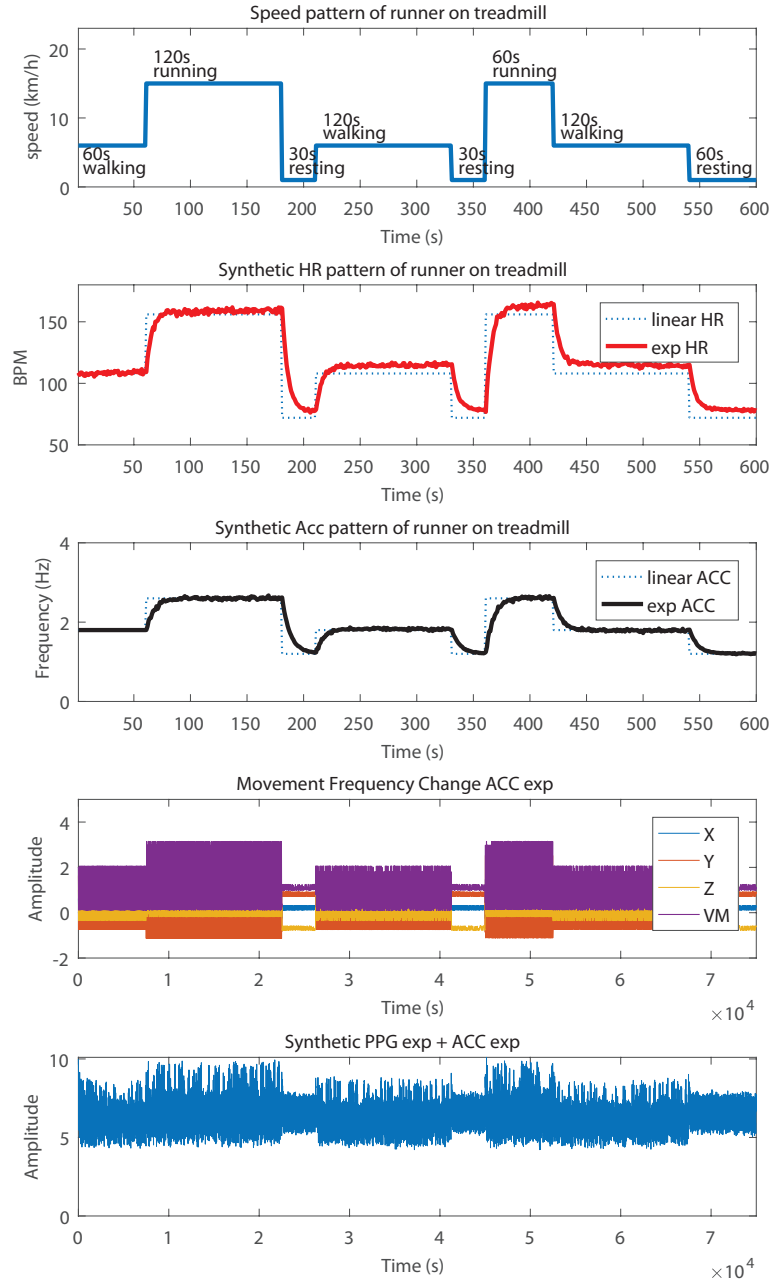 Speed pattern of runner on treadmill
speed (km/h)
20
10
0
120s
running
60s
walking
30s
resting
120s
walking
30s
resting
60s
running
120s
walking
60s
resting
50 100 150 200 250 300 350 400 450 500 550 600
Time (s)
Synthetic HR pattern of runner on treadmill
BPM
150
100
50
linear HR
exp HR
50 100 150 200 250 300 350 400 450 500 550 600
Time (s)
Synthetic Acc pattern of runner on treadmill
Frequency (Hz)
4
2
0
linear ACC
exp ACC
50 100 150 200 250 300 350 400 450 500 550 600
Time (s)
Movement Frequency Change ACC exp
Amplitude
4
2
0
-2
X
Y
Z
VM
0 1 2 3 4 5 6 7
Time (s)
×10⁴
Synthetic PPG exp + ACC exp
Amplitude
10
5
0
0 1 2 3 4 5 6 7
Time (s)
×10⁴